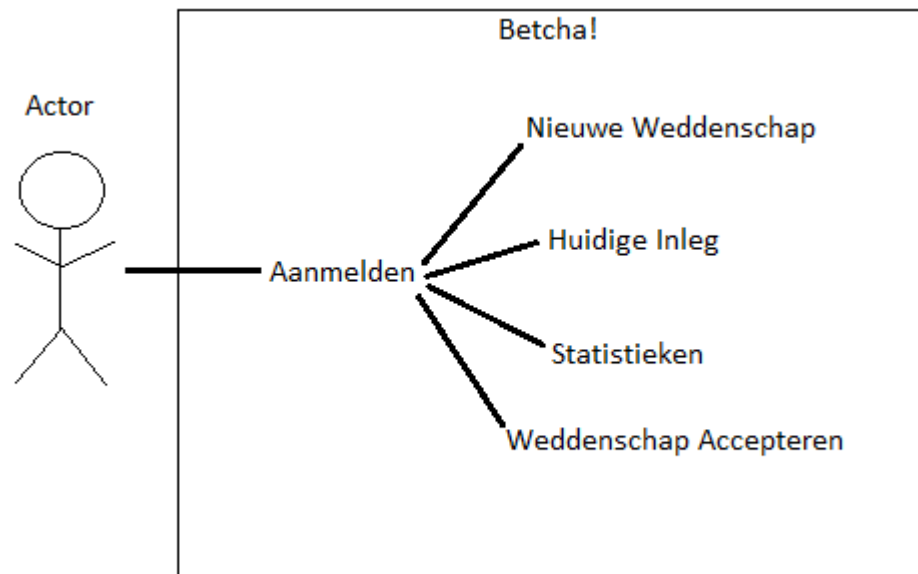 Betcha!
Actor
Nieuwe Weddenschap
Huidige Inleg
Aanmelden
Statistieken
Weddenschap Accepteren